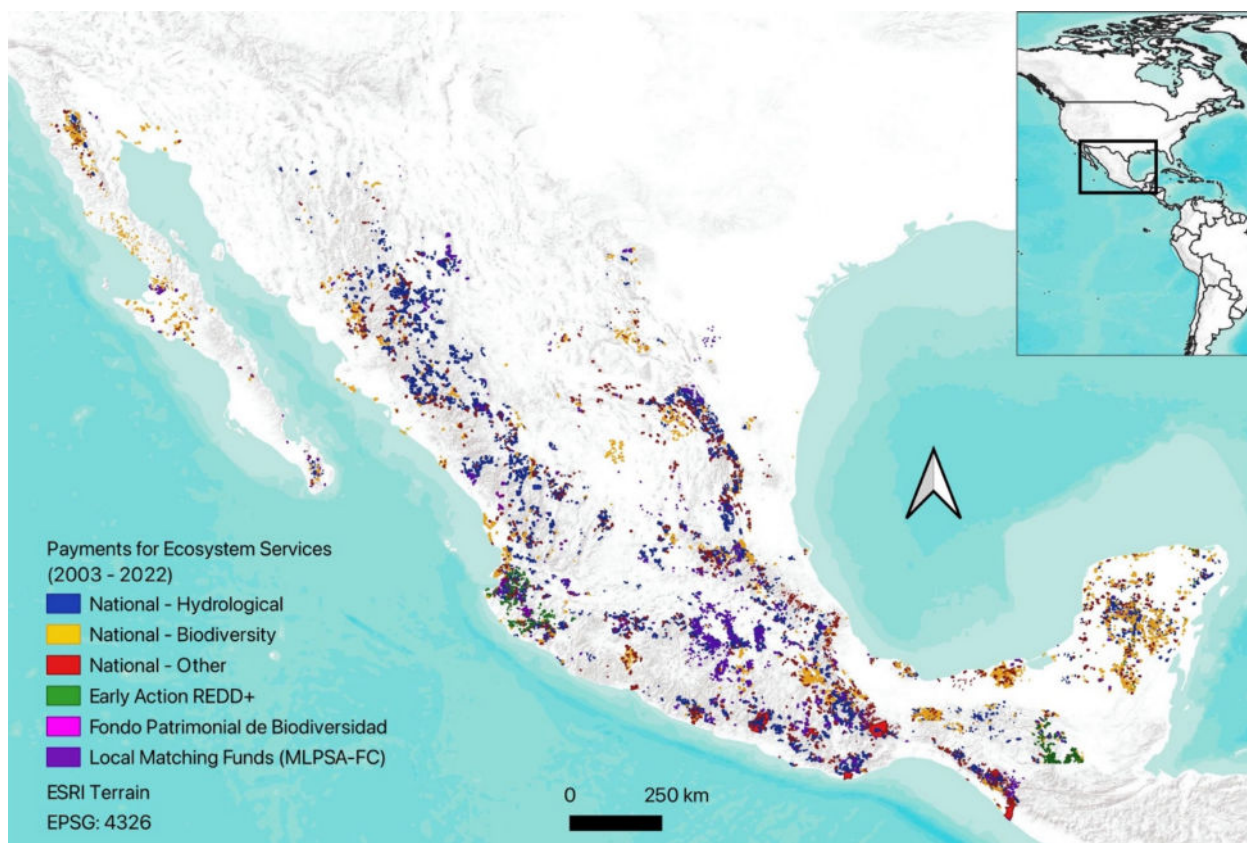 Payments for Ecosystem Services
(2003 - 2022)
National - Hydrological
National - Biodiversity
National - Other
Early Action REDD+
Fondo Patrimonial de Biodiversidad
Local Matching Funds (MLPSA-FC)
ESRI Terrain
EPSG: 4326
0 250 km